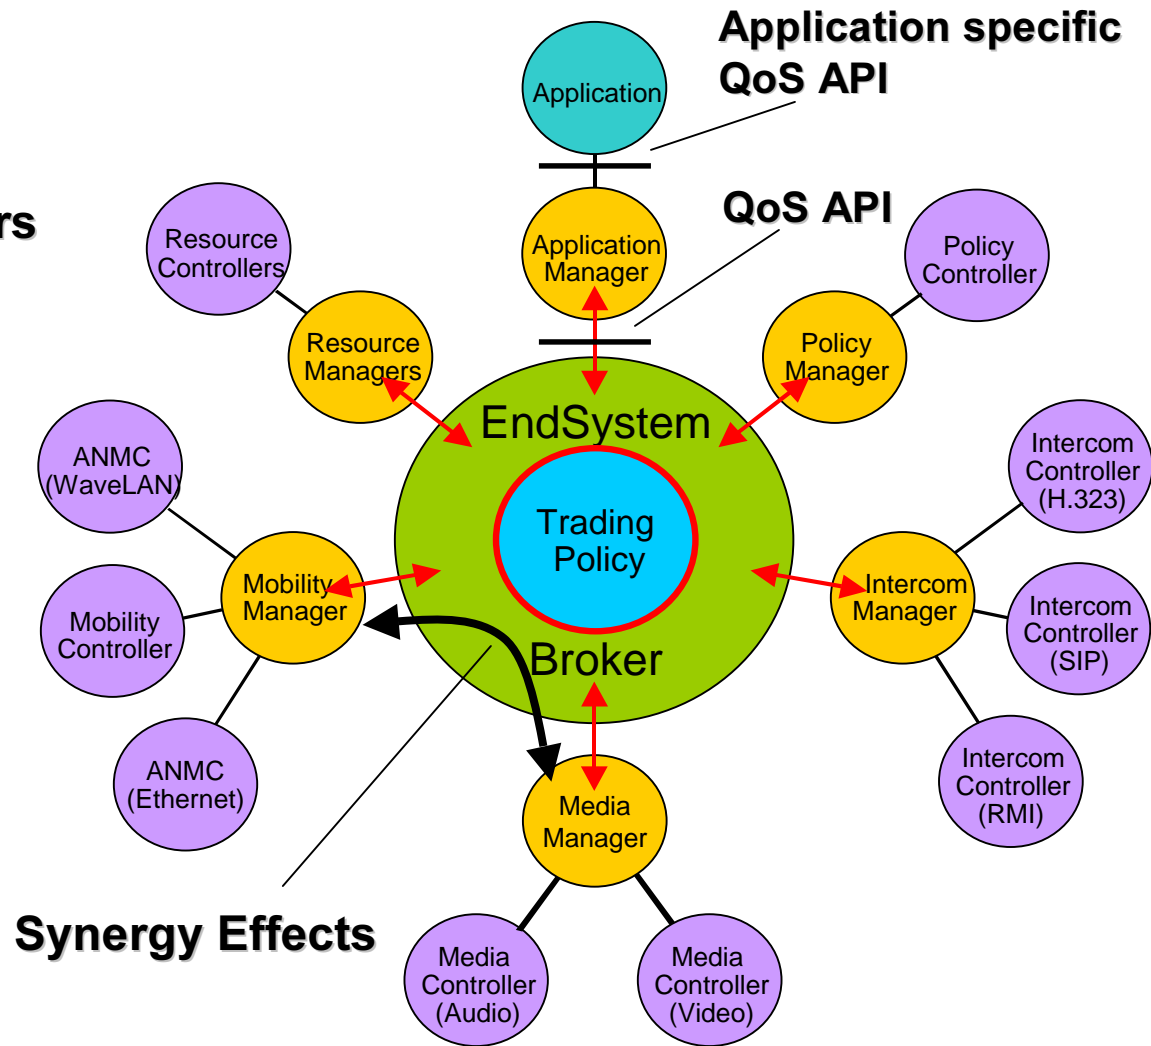 Application specific
QoS API
Application
rs
QoS API
Resource
Controllers
Application
Manager
Policy
Controller
Resource
Managers
Policy
Manager
EndSystem
ANMC
(WaveLAN)
Intercom
Controller
(H.323)
Trading
Policy
Mobility
Manager
Intercom
Manager
Mobility
Controller
Intercom
Controller
(SIP)
Broker
ANMC
(Ethernet)
Intercom
Controller
(RMI)
Media
Manager
Synergy Effects
Media
Controller
(Audio)
Media
Controller
(Video)